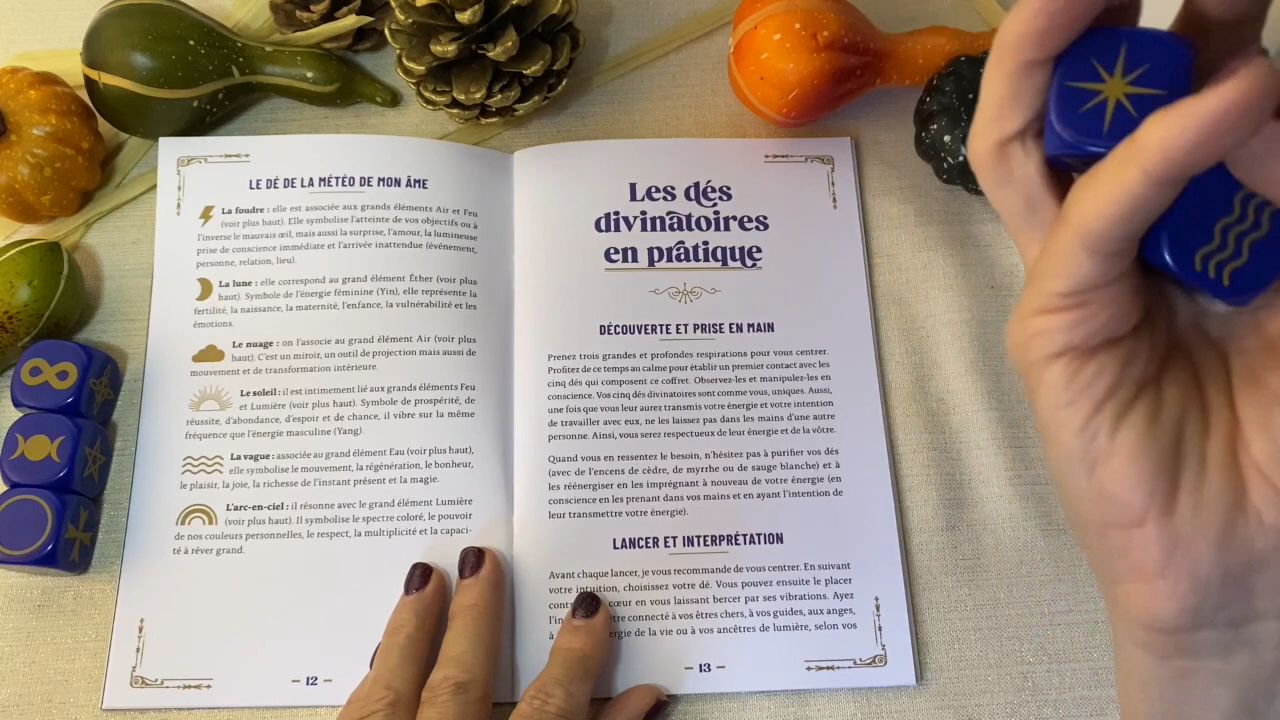 LE DÉ DE LA MÉTÉO DE MON ÂME
La foudre : elle est associée aux grands éléments Air et Feu
(voir plus haut). Elle symbolise l'atteinte de vos objectifs ou à
l'inverse le mauvais œil, mais aussi la surprise, l'amour, la lumineuse
prise de conscience immédiate et l'arrivée inattendue (événement,
personne, relation, lieu).
La lune : elle correspond au grand élément Éther (voir plus
haut). Symbole de l'énergie féminine (Yin), elle représente la
fertilité, la naissance, la maternité, l'enfance, la vulnérabilité et les
émotions.
Le nuage : on l'associe au grand élément Air (voir plus
haut). C'est un miroir, un outil de projection mais aussi de
mouvement et de transformation intérieure.
Le soleil : il est intimement lié aux grands éléments Feu
et Lumière (voir plus haut). Symbole de prospérité, de
réussite, d'abondance, d'espoir et de chance, il vibre sur la même
fréquence que l'énergie masculine (Yang).
La vague : associée au grand élément Eau (voir plus haut),
elle symbolise le mouvement, la régénération, le bonheur,
le plaisir, la joie, la richesse de l'instant présent et la magie.
L'arc-en-ciel : il résonne avec le grand élément Lumière
(voir plus haut). Il symbolise le spectre coloré, le pouvoir
de nos couleurs personnelles, le respect, la multiplicité et la capaci-
té à rêver grand.
— 12 —
Les dés
divinatoires
en pratique
DÉCOUVERTE ET PRISE EN MAIN
Prenez trois grandes et profondes respirations pour vous centrer.
Profitez de ce temps au calme pour établir un premier contact avec les
cinq dés qui composent ce coffret. Observez-les et manipulez-les en
conscience. Vos cinq dés divinatoires sont comme vous, uniques. Aussi,
une fois que vous leur aurez transmis votre énergie et votre intention
de travailler avec eux, ne les laissez pas dans les mains d'une autre
personne. Ainsi, vous serez respectueux de leur énergie et de la vôtre.
Quand vous en ressentez le besoin, n'hésitez pas à purifier vos dés
(avec de l'encens de cèdre, de myrrhe ou de sauge blanche) et à
les réénergiser en les imprégnant à nouveau de votre énergie (en
conscience en les prenant dans vos mains et en ayant l'intention de
leur transmettre votre énergie).
LANCER ET INTERPRÉTATION
Avant chaque lancer, je vous recommande de vous centrer. En suivant
votre intuition, choisissez votre dé. Vous pouvez ensuite le placer
cœur en vous laissant bercer par ses vibrations. Ayez
être connecté à vos êtres chers, à vos guides, aux anges,
à de la vie ou à vos ancêtres de lumière, selon vos
— 13 —